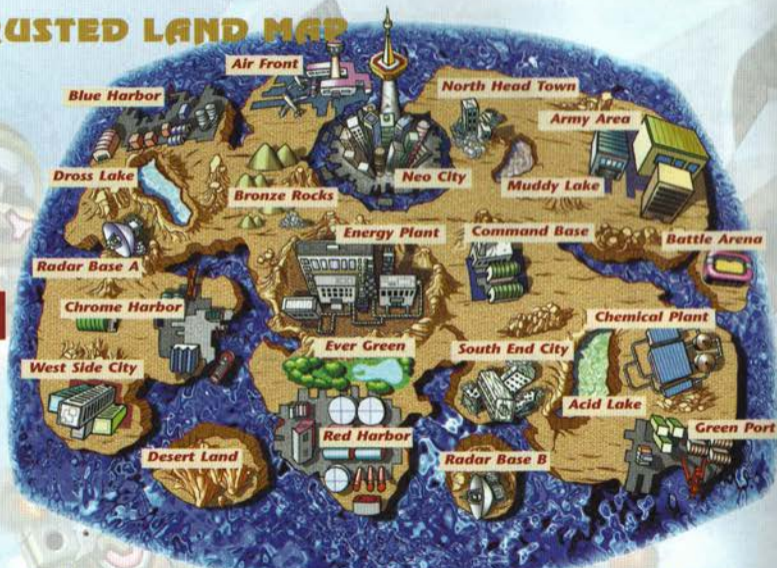 RUSTED LAND MAP
Air Front
Blue Harbor
North Head Town
Army Area
Dross Lake
Bronze Rocks
Neo City
Muddy Lake
Energy Plant
Command Base
Battle Arena
Radar Base A
Chrome Harbor
Chemical Plant
Ever Green
South End City
West Side City
Acid Lake
Red Harbor
Green Port
Desert Land
Radar Base B